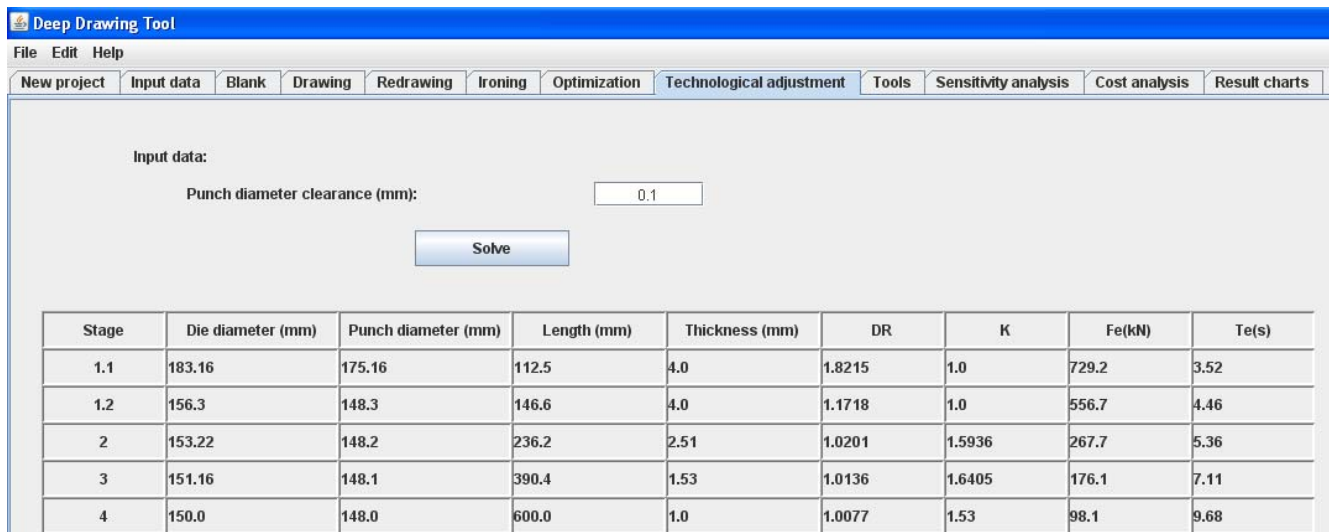 Deep Drawing Tool
File Edit Help
New project Input data Blank Drawing Redrawing Ironing Optimization Technological adjustment Tools Sensitivity analysis Cost analysis Result charts
Input data:
Punch diameter clearance (mm): 0.1
Solve
Stage Die diameter (mm) Punch diameter (mm) Length (mm) Thickness (mm) DR K Fe(kN) Te(s)
1.1 183.16 175.16 112.5 4.0 1.8215 1.0 729.2 3.52
1.2 156.3 148.3 146.6 4.0 1.1718 1.0 556.7 4.46
2 153.22 148.2 236.2 2.51 1.0201 1.5936 267.7 5.36
3 151.16 148.1 390.4 1.53 1.0136 1.6405 176.1 7.11
4 150.0 148.0 600.0 1.0 1.0077 1.53 98.1 9.68